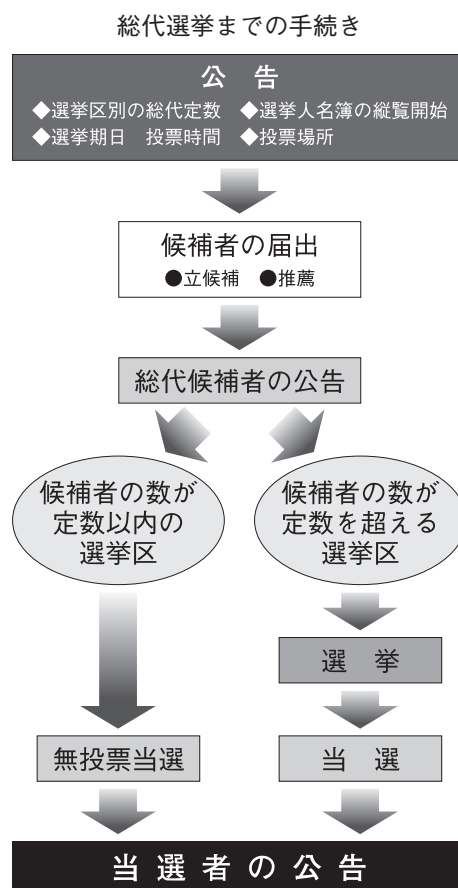 総代選挙までの手続き
公　告
◆選挙区別の総代定数　◆選挙人名簿の縦覧開始
◆選挙期日　投票時間　◆投票場所
候補者の届出
●立候補　●推薦
総代候補者の公告
候補者の数が
定数以内の
選挙区
候補者の数が
定数を超える
選挙区
選　挙
無投票当選
当　選
当選者の公告